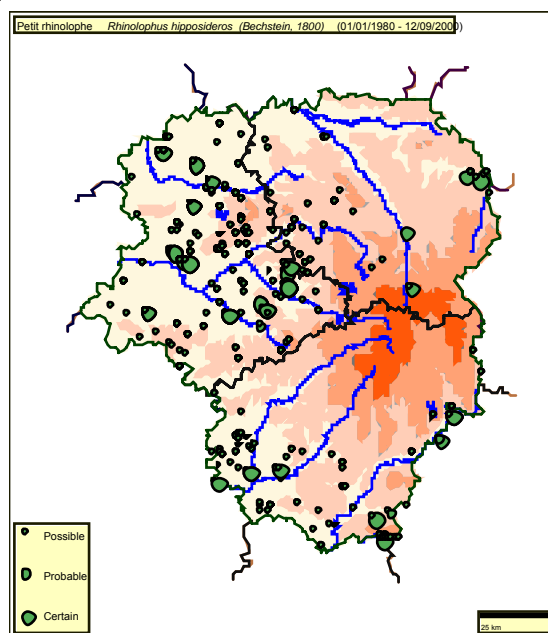 Petit rhinolophe Rhinolophus hipposideros (Bechstein, 1800) (01/01/1980 - 12/09/2000)
Possible
Probable
Certain
25 km